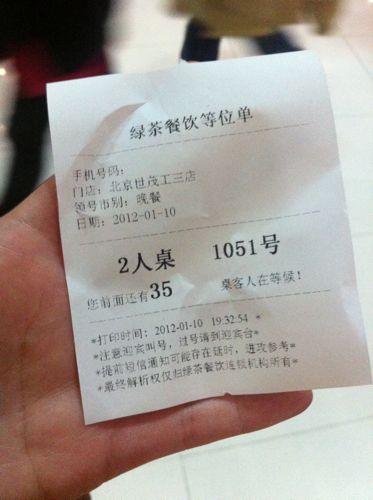 绿茶餐饮等位单
手机号码:
门店: 北京世茂工三店
领号市别: 晚餐
日期: 2012-01-10
2人桌 1051号
您前面还有35 桌客人在等候!
*打印时间: 2012-01-10 19:32:54 *
*注意迎宾叫号, 过号请到迎宾台*
*提前短信通知可能存在延时, 进攻参考*
*最终解析权仅归绿茶餐饮连锁机构所有*